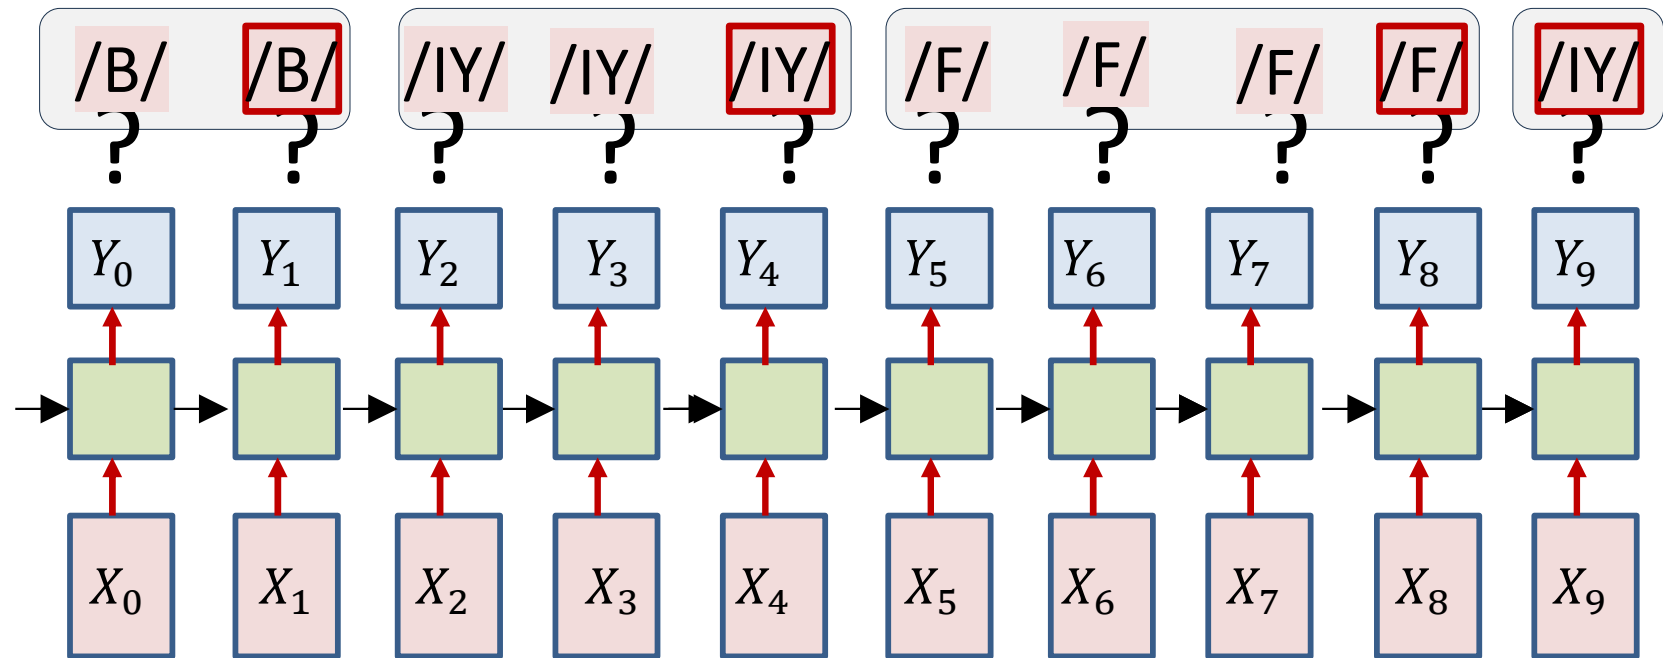 /B/ /B/ /IY/ /IY/ /IY/ /F/ /F/ /F/ /F/ /IY/
? ? ? ? ? ? ? ? ? ?
Y₀ Y₁ Y₂ Y₃ Y₄ Y₅ Y₆ Y₇ Y₈ Y₉
X₀ X₁ X₂ X₃ X₄ X₅ X₆ X₇ X₈ X₉